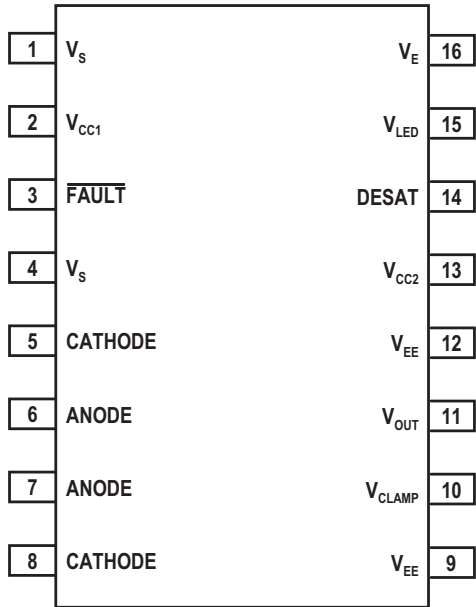 1 V_S V_E 16
2 V_CC1 V_LED 15
3 F̅A̅U̅L̅T̅ DESAT 14
4 V_S V_CC2 13
5 CATHODE V_EE 12
6 ANODE V_OUT 11
7 ANODE V_CLAMP 10
8 CATHODE V_EE 9